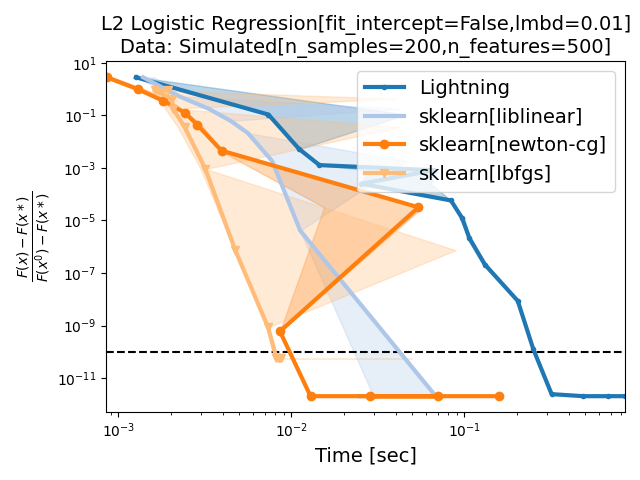 L2 Logistic Regression[fit_intercept=False,lmbd=0.01]
Data: Simulated[n_samples=200,n_features=500]
10¹
10⁻¹
10⁻³
10⁻⁵
10⁻⁷
10⁻⁹
10⁻¹¹
F(x) − F(x*)
F(x⁰) − F(x*)
Lightning
sklearn[liblinear]
sklearn[newton-cg]
sklearn[lbfgs]
10⁻³ 10⁻² 10⁻¹
Time [sec]